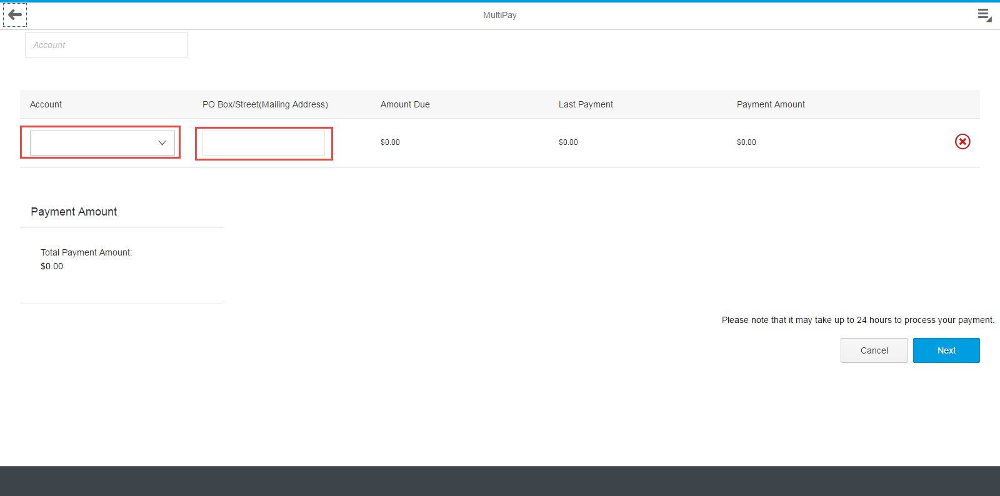 MultiPay
Account
Account PO Box/Street(Mailing Address) Amount Due Last Payment Payment Amount
$0.00 $0.00 $0.00
Payment Amount
Total Payment Amount:
$0.00
Please note that it may take up to 24 hours to process your payment.
Cancel Next